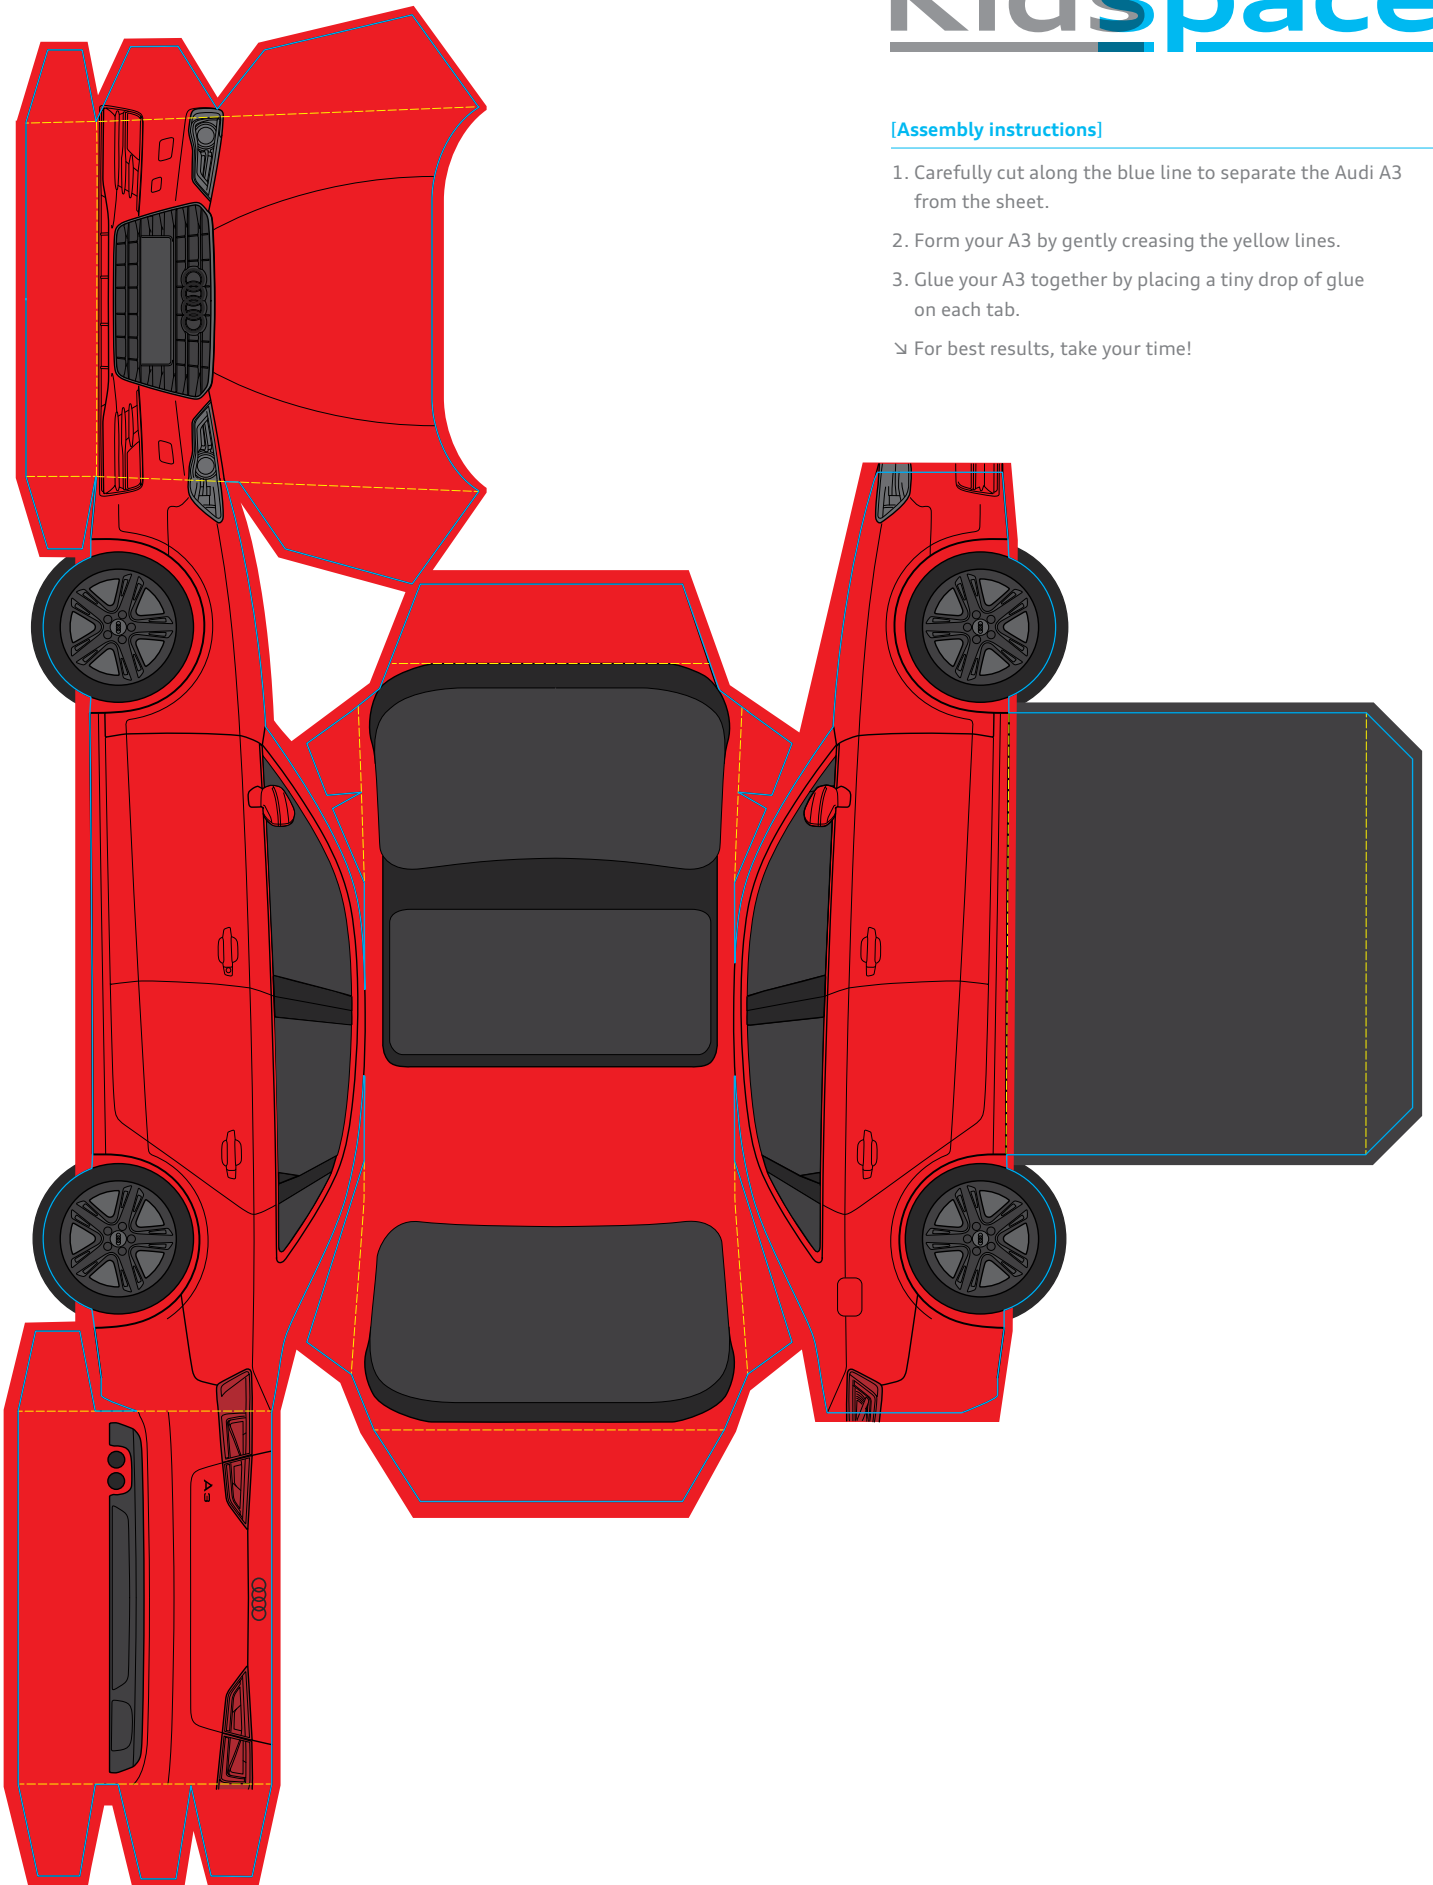 Kidspace
[Assembly instructions]
1. Carefully cut along the blue line to separate the Audi A3
from the sheet.
2. Form your A3 by gently creasing the yellow lines.
3. Glue your A3 together by placing a tiny drop of glue
on each tab.
↘ For best results, take your time!
A3